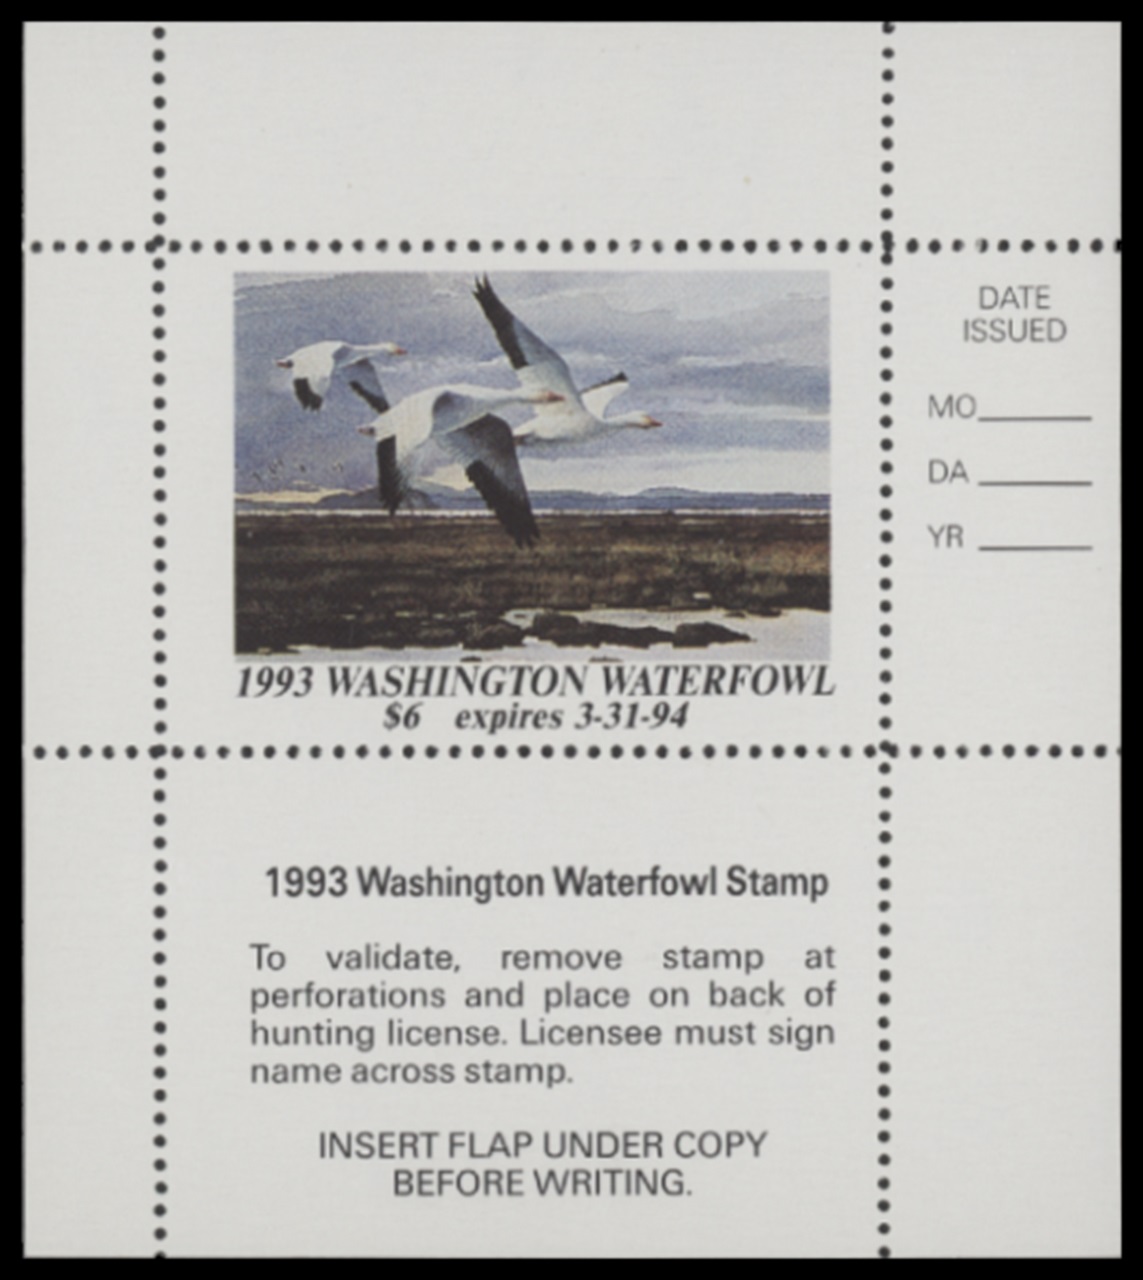 1993 WASHINGTON WATERFOWL
$6 expires 3-31-94
DATE
ISSUED
MO
DA
YR
1993 Washington Waterfowl Stamp
To validate, remove stamp at
perforations and place on back of
hunting license. Licensee must sign
name across stamp.
INSERT FLAP UNDER COPY
BEFORE WRITING.